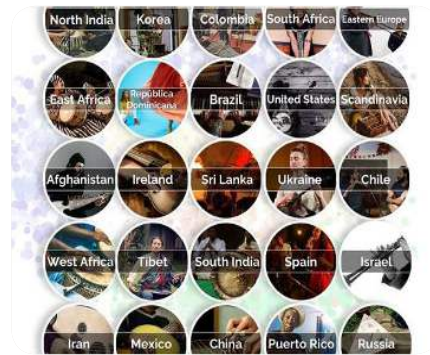 North India
Korea
Colombia
South Africa
Eastern Europe
East Africa
República
Dominicana
Brazil
United States
Scandinavia
Afghanistan
Ireland
Sri Lanka
Ukraine
Chile
West Africa
Tibet
South India
Spain
Israel
Iran
Mexico
China
Puerto Rico
Russia